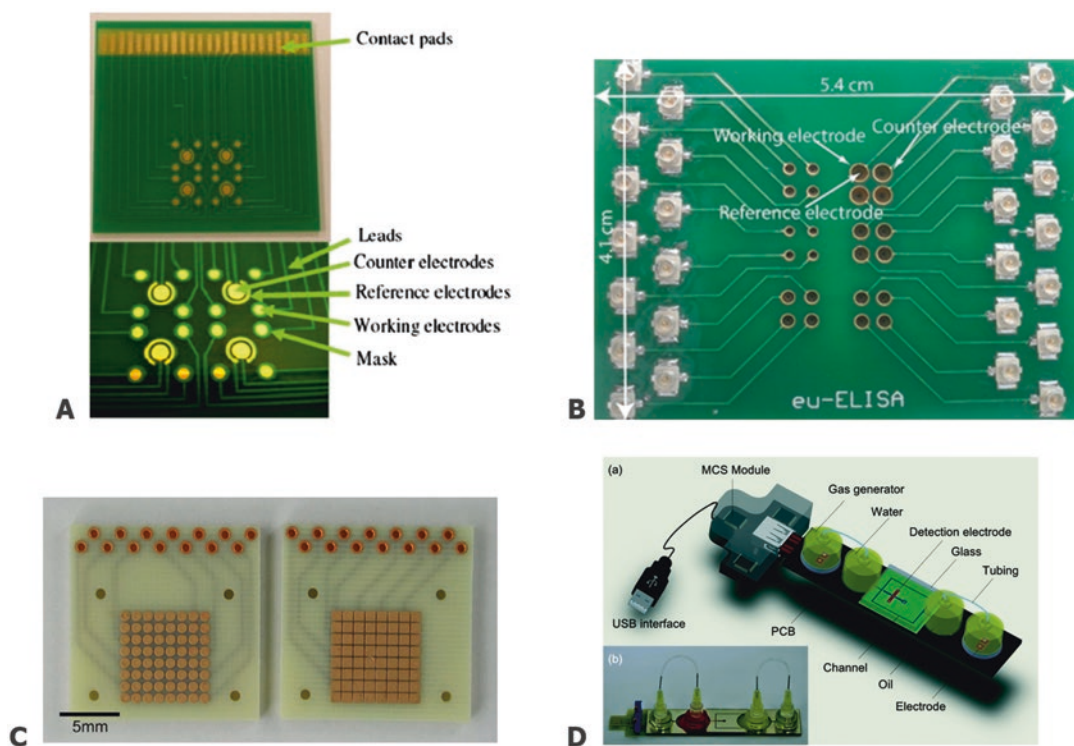 Contact pads
Leads
Counter electrodes
Reference electrodes
Working electrodes
Mask
A
5.4 cm
Working electrode
Counter electrode
Reference electrode
4.1 cm
eu-ELISA
B
5mm
C
(a)
MCS Module
Gas generator
Water
Detection electrode
Glass
Tubing
USB interface
PCB
Channel
Oil
Electrode
(b)
D